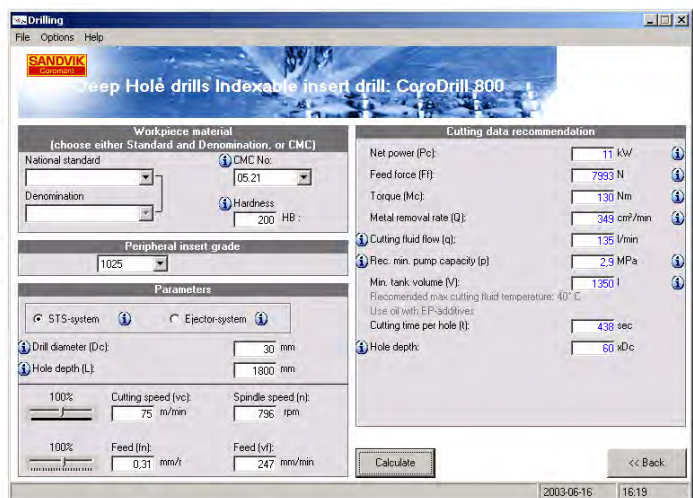 Drilling
File Options Help
SANDVIK
Coromant
Deep Hole drills Indexable insert drill: CoroDrill 800
Workpiece material
(choose either Standard and Denomination, or CMC)
National standard
CMC No:
05.21
Denomination
Hardness
200 HB :
Peripheral insert grade
1025
Parameters
STS-system
Ejector-system
Drill diameter (Dc): 30 mm
Hole depth (L): 1800 mm
100%
Cutting speed (vc):
75 m/min
Spindle speed (n):
796 rpm
100%
Feed (fn):
0,31 mm/r
Feed (vf):
247 mm/min
Cutting data recommendation
Net power (Pc): 11 kW
Feed force (Ff): 7993 N
Torque (Mc): 130 Nm
Metal removal rate (Q): 349 cm³/min
Cutting fluid flow (q): 135 l/min
Rec. min. pump capacity (p) 2,9 MPa
Min. tank volume (V): 1350 l
Recomended max cutting fluid temperature: 40° C
Use oil with EP-additives
Cutting time per hole (t): 438 sec
Hole depth: 60 xDc
Calculate
<< Back
2003-06-16 16:19